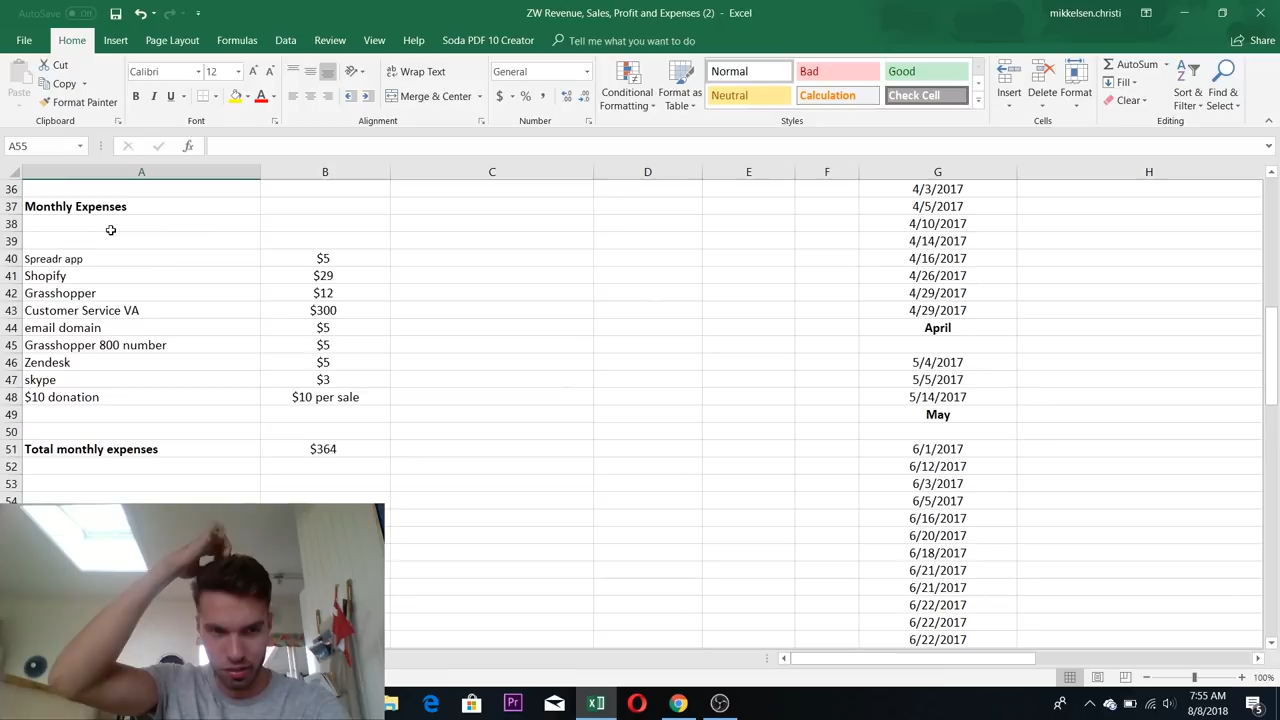 AutoSave Off
ZW Revenue, Sales, Profit and Expenses (2) - Excel
mikkelsen.christi
File Home Insert Page Layout Formulas Data Review View Help Soda PDF 10 Creator Tell me what you want to do Share
Paste
Cut
Copy
Format Painter
Clipboard
Calibri 12
B I U
Font
Wrap Text
Merge & Center
Alignment
General
$ % ,
Number
Conditional Formatting
Format as Table
Normal Bad Good
Neutral Calculation Check Cell
Styles
Insert Delete Format
Cells
AutoSum
Fill
Clear
Sort & Filter
Find & Select
Editing
A55 fx
A B C D E F G H
36 4/3/2017
37 Monthly Expenses 4/5/2017
38 4/10/2017
39 4/14/2017
40 Spreadr app $5 4/16/2017
41 Shopify $29 4/26/2017
42 Grasshopper $12 4/29/2017
43 Customer Service VA $300 4/29/2017
44 email domain $5 April
45 Grasshopper 800 number $5
46 Zendesk $5 5/4/2017
47 skype $3 5/5/2017
48 $10 donation $10 per sale 5/14/2017
49 May
50
51 Total monthly expenses $364 6/1/2017
52 6/12/2017
53 6/3/2017
54 6/5/2017
6/16/2017
6/20/2017
6/18/2017
6/21/2017
6/21/2017
6/22/2017
6/22/2017
6/22/2017
100%
Pr
7:55 AM
8/8/2018